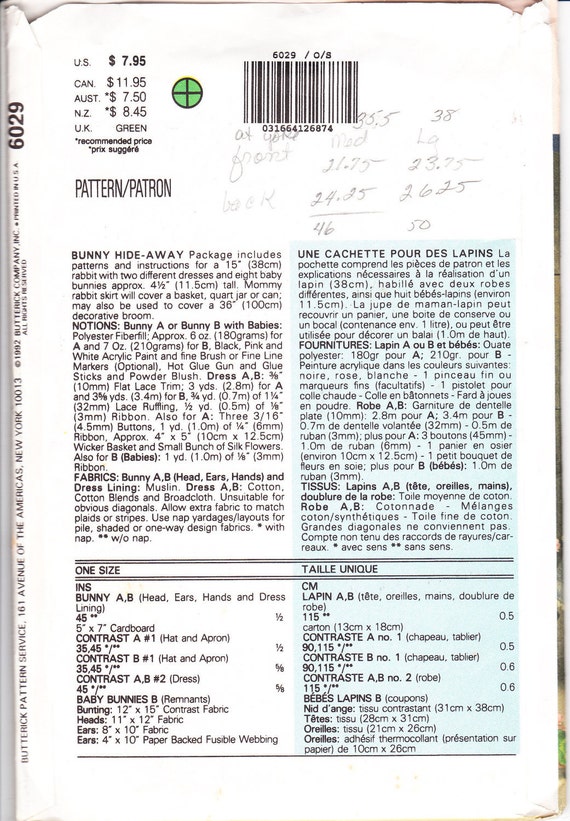 U.S. $ 7.95
CAN. $11.95
AUST. *$ 7.50
N.Z. *$ 8.45
U.K. GREEN
*recommended price
*prix suggéré
6029 / O/S
031664126874
35,5 38
at yoke Med Lg
front 21.75 23.75
back 24.25 26.25
46 50
PATTERN/PATRON
6029
BUTTERICK PATTERN SERVICE, 161 AVENUE OF THE AMERICAS, NEW YORK 10013 ©1992 BUTTERICK COMPANY, INC. • PRINTED IN U.S.A.
ALL RIGHTS RESERVED
BUNNY HIDE-AWAY Package includes
patterns and instructions for a 15" (38cm)
rabbit with two different dresses and eight baby
bunnies approx. 4½" (11.5cm) tall. Mommy
rabbit skirt will cover a basket, quart jar or can;
may also be used to cover a 36" (100cm)
decorative broom.
NOTIONS: Bunny A or Bunny B with Babies:
Polyester Fiberfil; Approx. 6 oz. (180grams) for
A and 7 Oz. (210grams) for B, Black, Pink and
White Acrylic Paint and fine Brush or Fine Line
Markers (Optional), Hot Glue Gun and Glue
Sticks and Powder Blush. Dress A,B: ⅜"
(10mm) Flat Lace Trim; 3 yds. (2.8m) for A
and 3⅝ yds. (3.4m) for B, ¾ yd. (0.7m) of 1¼"
(32mm) Lace Ruffling, ½ yd. (0.5m) of ⅛"
(3mm) Ribbon. Also for A: Three 3/16"
(4.5mm) Buttons, 1 yd. (1.0m) of ¼" (6mm)
Ribbon, Approx. 4" x 5" (10cm x 12.5cm)
Wicker Basket and Small Bunch of Silk Flowers.
Also for B (Babies): 1 yd. (1.0m) of ⅛" (3mm)
Ribbon.
FABRICS: Bunny A,B (Head, Ears, Hands) and
Dress Lining: Muslin. Dress A,B: Cotton,
Cotton Blends and Broadcloth. Unsuitable for
obvious diagonals. Allow extra fabric to match
plaids or stripes. Use nap yardages/layouts for
pile, shaded or one-way design fabrics. * with
nap. ** w/o nap.
UNE CACHETTE POUR DES LAPINS La
pochette comprend les pièces de patron et les
explications nécessaires à la réalisation d'un
lapin (38cm), habillé avec deux robes
différentes, ainsi que huit bébés-lapins (environ
11.5cm). La jupe de maman-lapin peut
recouvrir un panier, une boite de conserve ou
un bocal (contenance env. 1 litre), ou peut être
utilisée pour décorer un balai (1.0m de haut).
FOURNITURES: Lapin A ou B et bébés: Ouate
polyester: 180gr pour A; 210gr. pour B -
Peinture acrylique dans les couleurs suivantes:
noire, rose, blanche - 1 pinceau fin ou
marqueurs fins (facultatifs) - 1 pistolet pour
colle chaude - Colle en bâtonnets - Fard à joues
en poudre. Robe A,B: Garniture de dentelle
plate (10mm): 2.8m pour A; 3.4m pour B -
0.7m de dentelle volantée (32mm) - 0.5m de
ruban (3mm); plus pour A: 3 boutons (45mm) -
1.0m de ruban (6mm) - 1 panier en osier
(environ 10cm x 12.5cm) - 1 petit bouquet de
fleurs en soie; plus pour B (bébés): 1.0m de
ruban (3mm).
TISSUS: Lapins A,B (tête, oreilles, mains),
doublure de la robe: Toile moyenne de coton.
Robe A,B: Cotonnade - Mélanges
coton/synthétiques - Toile fine de coton.
Grandes diagonales ne conviennent pas.
Compte non tenu des raccords de rayures/car-
reaux. * avec sens ** sans sens.
ONE SIZE
INS
BUNNY A,B (Head, Ears, Hands and Dress
Lining)
45 ** ½
5" x 7" Cardboard
CONTRAST A #1 (Hat and Apron)
35,45 */** ½
CONTRAST B #1 (Hat and Apron)
35,45 */** ⅝
CONTRAST A,B #2 (Dress)
45 */** ⅝
BABY BUNNIES B (Remnants)
Bunting: 12" x 15" Contrast Fabric
Heads: 11" x 12" Fabric
Ears: 8" x 10" Fabric
Ears: 4" x 10" Paper Backed Fusible Webbing
TAILLE UNIQUE
CM
LAPIN A,B (tête, oreilles, mains, doublure de
robe)
115 ** 0.5
carton (13cm x 18cm)
CONTRASTE A no. 1 (chapeau, tablier)
90,115 */** 0.5
CONTRASTE B no. 1 (chapeau, tablier)
90,115 */** 0.6
CONTRASTE A,B no. 2 (robe)
115 */** 0.6
BÉBÉS LAPINS B (coupons)
Nid d'ange: tissu contrastant (31cm x 38cm)
Têtes: tissu (28cm x 31cm)
Oreilles: tissu (21cm x 26cm)
Oreilles: adhésif thermocollant (présentation sur
papier) de 10cm x 26cm